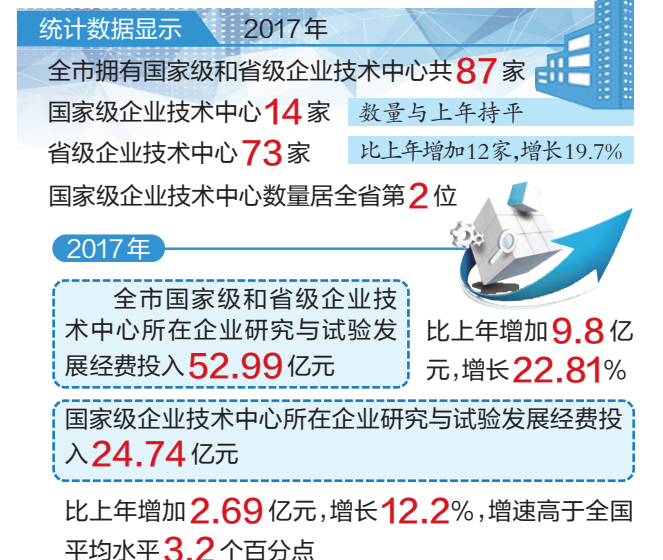 统计数据显示 2017年
全市拥有国家级和省级企业技术中心共87家
国家级企业技术中心14家 数量与上年持平
省级企业技术中心73家 比上年增加12家,增长19.7%
国家级企业技术中心数量居全省第2位
2017年
全市国家级和省级企业技
术中心所在企业研究与试验发
展经费投入52.99亿元
比上年增加9.8亿
元,增长22.81%
国家级企业技术中心所在企业研究与试验发展经费投
入24.74亿元
比上年增加2.69亿元,增长12.2%,增速高于全国
平均水平3.2个百分点